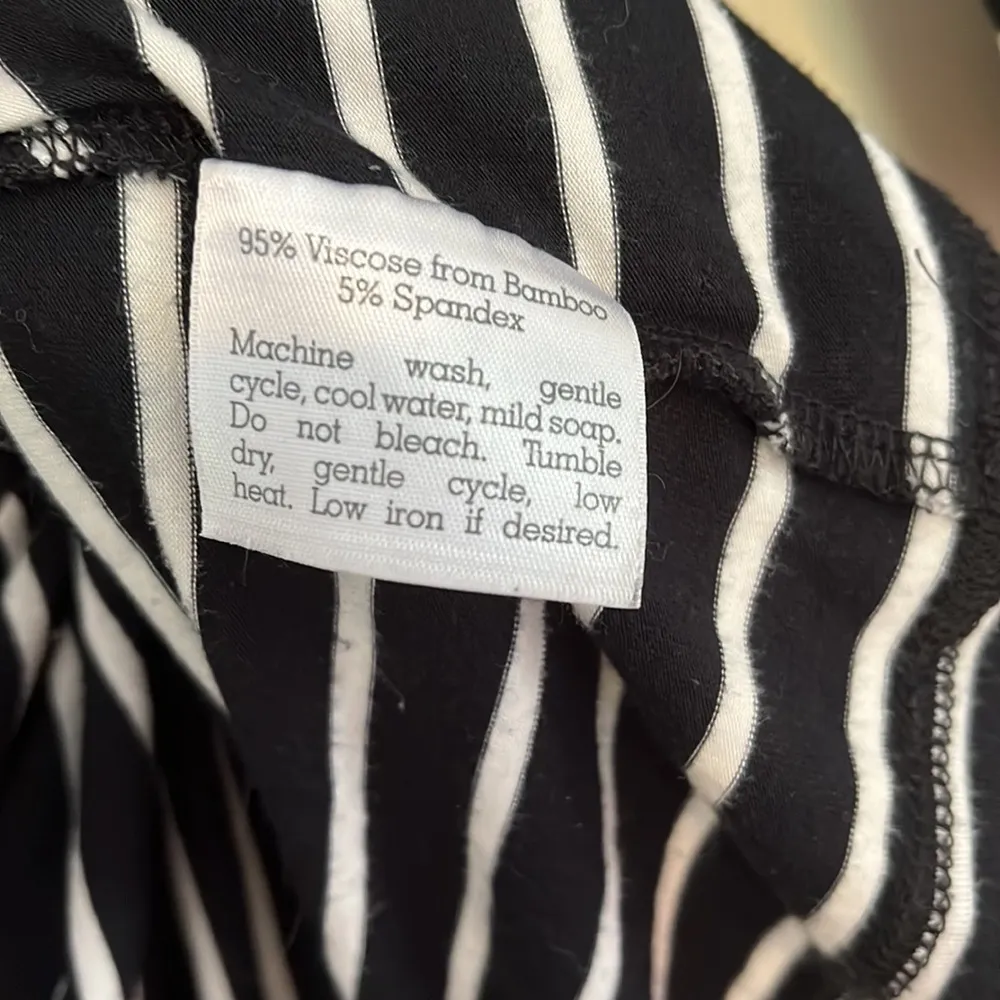 95% Viscose from Bamboo
5% Spandex
Machine wash, gentle
cycle, cool water, mild soap.
Do not bleach. Tumble
dry, gentle cycle, low
heat. Low iron if desired.